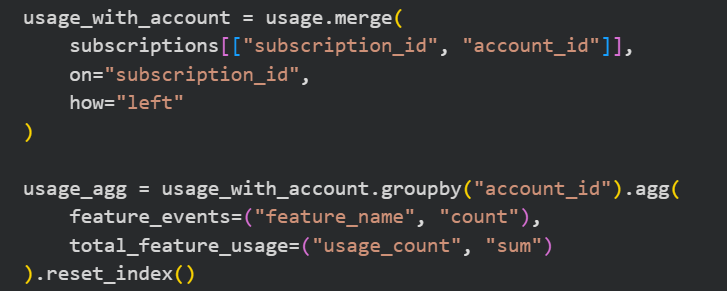 usage_with_account = usage.merge(
    subscriptions[["subscription_id", "account_id"]],
    on="subscription_id",
    how="left"
)

usage_agg = usage_with_account.groupby("account_id").agg(
    feature_events=("feature_name", "count"),
    total_feature_usage=("usage_count", "sum")
).reset_index()